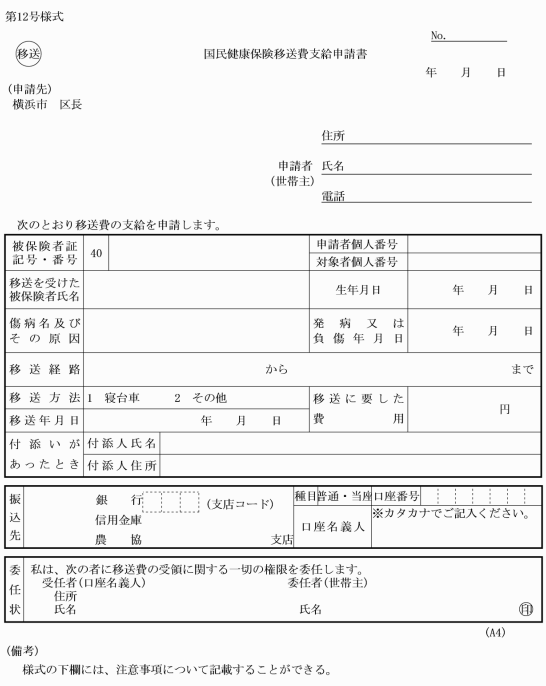 第12号様式
No.
移送
国民健康保険移送費支給申請書
年 月 日
(申請先)
横浜市 区長
住所
申請者 氏名
(世帯主)
電話
次のとおり移送費の支給を申請します。
被保険者証 記号・番号 40 申請者個人番号
対象者個人番号
移送を受けた 被保険者氏名 生年月日 年 月 日
傷病名及び その原因 発病又は 負傷年月日 年 月 日
移送経路 から まで
移送方法 1 寝台車 2 その他 移送に要した 費用 円
移送年月日 年 月 日
付添いが あったとき 付添人氏名
付添人住所
振込先 銀行 (支店コード) 種目 普通・当座 口座番号
信用金庫 口座名義人 ※カタカナでご記入ください。
農協 支店
委任状 私は、次の者に移送費の受領に関する一切の権限を委任します。
受任者(口座名義人) 委任者(世帯主)
住所
氏名 氏名 印
(A4)
(備考)
様式の下欄には、注意事項について記載することができる。